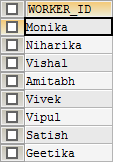 WORKER_ID
Monika
Niharika
Vishal
Amitabh
Vivek
Vipul
Satish
Geetika